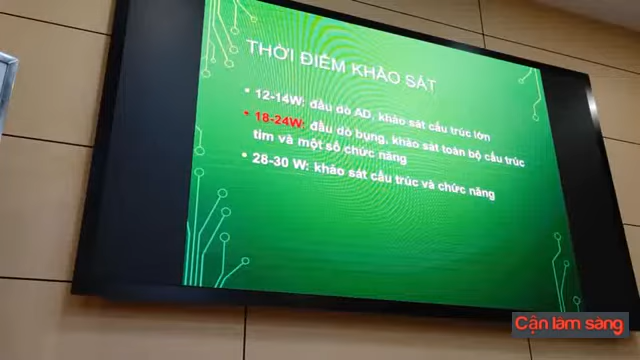 THỜI ĐIỂM KHẢO SÁT
• 12-14W: đầu dò AD, khảo sát cấu trúc lớn
• 18-24W: đầu dò bụng, khảo sát toàn bộ cấu trúc
tim và một số chức năng
• 28-30 W: khảo sát cấu trúc và chức năng
Cận lâm sàng